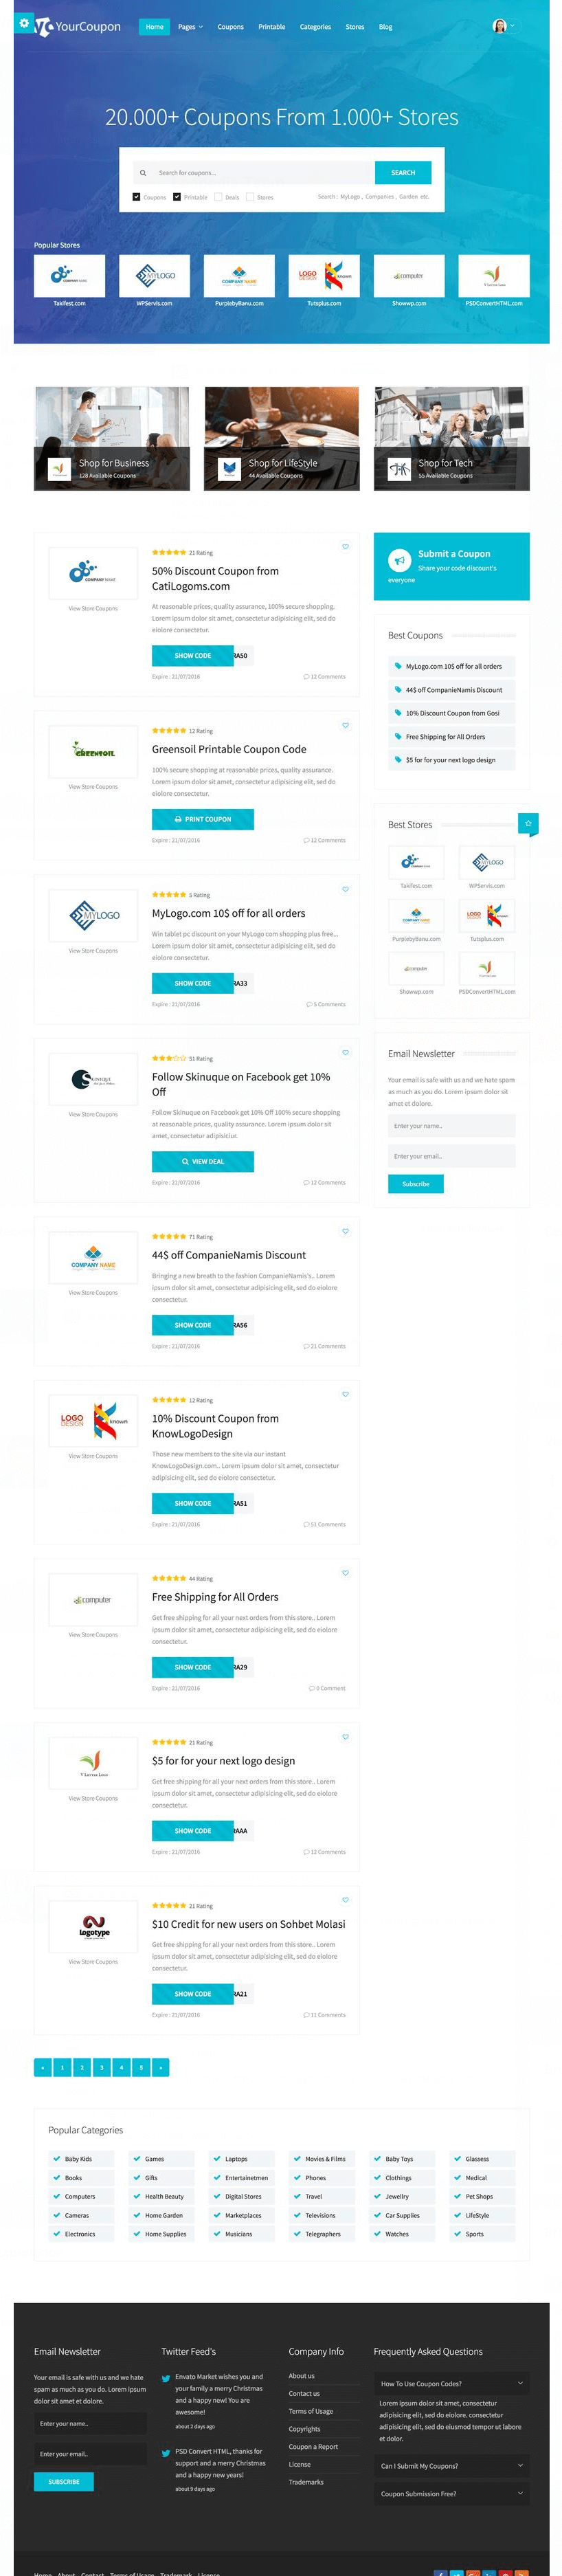 YourCoupon
Home Pages Coupons Printable Categories Stores Blog
20.000+ Coupons From 1.000+ Stores
Search for coupons...
SEARCH
Coupons Printable Deals Stores
Search : MyLogo , Companies , Garden etc.
Popular Stores
COMPANY NAME
MYLOGO
COMPANY NAME
LOGO DESIGN known
computer
Takifest.com WPServis.com PurplebyBanu.com Tutsplus.com Showwp.com PSDConvertHTML.com
Shop for Business
128 Available Coupons
Shop for LifeStyle
44 Available Coupons
Shop for Tech
55 Available Coupons
COMPANY NAME
View Store Coupons
21 Rating
50% Discount Coupon from
CatiLogoms.com
At reasonable prices, quality assurance, 100% secure shopping.
Lorem ipsum dolor sit amet, consectetur adipisicing elit, sed do
eiolore consectetur.
SHOW CODE RA50
Expire : 21/07/2016
12 Comments
GREENSOIL
View Store Coupons
12 Rating
Greensoil Printable Coupon Code
100% secure shopping at reasonable prices, quality assurance.
Lorem ipsum dolor sit amet, consectetur adipisicing elit, sed do
eiolore consectetur.
PRINT COUPON
Expire : 21/07/2016
12 Comments
MYLOGO
View Store Coupons
5 Rating
MyLogo.com 10$ off for all orders
Win tablet pc discount on your MyLogo com shopping plus free...
Lorem ipsum dolor sit amet, consectetur adipisicing elit, sed do
eiolore consectetur.
SHOW CODE RA33
Expire : 21/07/2016
5 Comments
View Store Coupons
51 Rating
Follow Skinuque on Facebook get 10%
Off
Follow Skinuque on Facebook get 10% Off 100% secure shopping
at reasonable prices, quality assurance. Lorem ipsum dolor sit
amet, consectetur adipisiciur.
VIEW DEAL
Expire : 21/07/2016
12 Comments
COMPANY NAME
View Store Coupons
71 Rating
44$ off CompanieNamis Discount
Bringing a new breath to the fashion CompanieNamis's.. Lorem
ipsum dolor sit amet, consectetur adipisicing elit, sed do eiolore
consectetur.
SHOW CODE RA56
Expire : 21/07/2016
21 Comments
LOGO DESIGN known
View Store Coupons
12 Rating
10% Discount Coupon from
KnowLogoDesign
Those new members to the site via our instant
KnowLogoDesign.com.. Lorem ipsum dolor sit amet, consectetur
adipisicing elit, sed do eiolore consectetur.
SHOW CODE RA51
Expire : 21/07/2016
51 Comments
computer
View Store Coupons
44 Rating
Free Shipping for All Orders
Get free shipping for all your next orders from this store.. Lorem
ipsum dolor sit amet, consectetur adipisicing elit, sed do eiolore
consectetur.
SHOW CODE RA29
Expire : 21/07/2016
0 Comment
View Store Coupons
21 Rating
$5 for for your next logo design
Get free shipping for all your next orders from this store.. Lorem
ipsum dolor sit amet, consectetur adipisicing elit, sed do eiolore
consectetur.
SHOW CODE RAAA
Expire : 21/07/2016
12 Comments
Logotype
View Store Coupons
21 Rating
$10 Credit for new users on Sohbet Molasi
Get free shipping for all your next orders from this store.. Lorem
ipsum dolor sit amet, consectetur adipisicing elit, sed do eiolore
consectetur.
SHOW CODE RA21
Expire : 21/07/2016
11 Comments
« 1 2 3 4 5 »
Submit a Coupon
Share your code discount's
everyone
Best Coupons
MyLogo.com 10$ off for all orders
44$ off CompanieNamis Discount
10% Discount Coupon from Gosi
Free Shipping for All Orders
$5 for for your next logo design
Best Stores
MYLOGO
Takifest.com WPServis.com
COMPANY NAME LOGO DESIGN
PurplebyBanu.com Tutsplus.com
computer
Showwp.com PSDConvertHTML.com
Email Newsletter
Your email is safe with us and we hate spam
as much as you do. Lorem ipsum dolor sit
amet et dolore.
Enter your name..
Enter your email..
Subscribe
Popular Categories
Baby Kids Games Laptops Movies & Films Baby Toys Glassess
Books Gifts Entertainetmen Phones Clothings Medical
Computers Health Beauty Digital Stores Travel Jewellry Pet Shops
Cameras Home Garden Marketplaces Televisions Car Supplies LifeStyle
Electronics Home Supplies Musicians Telegraphers Watches Sports
Email Newsletter
Your email is safe with us and we hate
spam as much as you do. Lorem ipsum
dolor sit amet et dolore.
Enter your name..
Enter your email..
SUBSCRIBE
Twitter Feed's
Envato Market wishes you and
your family a merry Christmas
and a happy new! You are
awesome!
about 2 days ago
PSD Convert HTML, thanks for
support and a merry Christmas
and a happy new years!
about 9 days ago
Company Info
About us
Contact us
Terms of Usage
Copyrights
Coupon a Report
License
Trademarks
Frequently Asked Questions
How To Use Coupon Codes?
Lorem ipsum dolor sit amet, consectetur
adipisicing elit, sed do eiolore. consectetur
adipisicing elit, sed do eiusmod tempor ut labore
et dolor.
Can I Submit My Coupons?
Coupon Submission Free?
Home About Contact Terms of Usage Trademark License